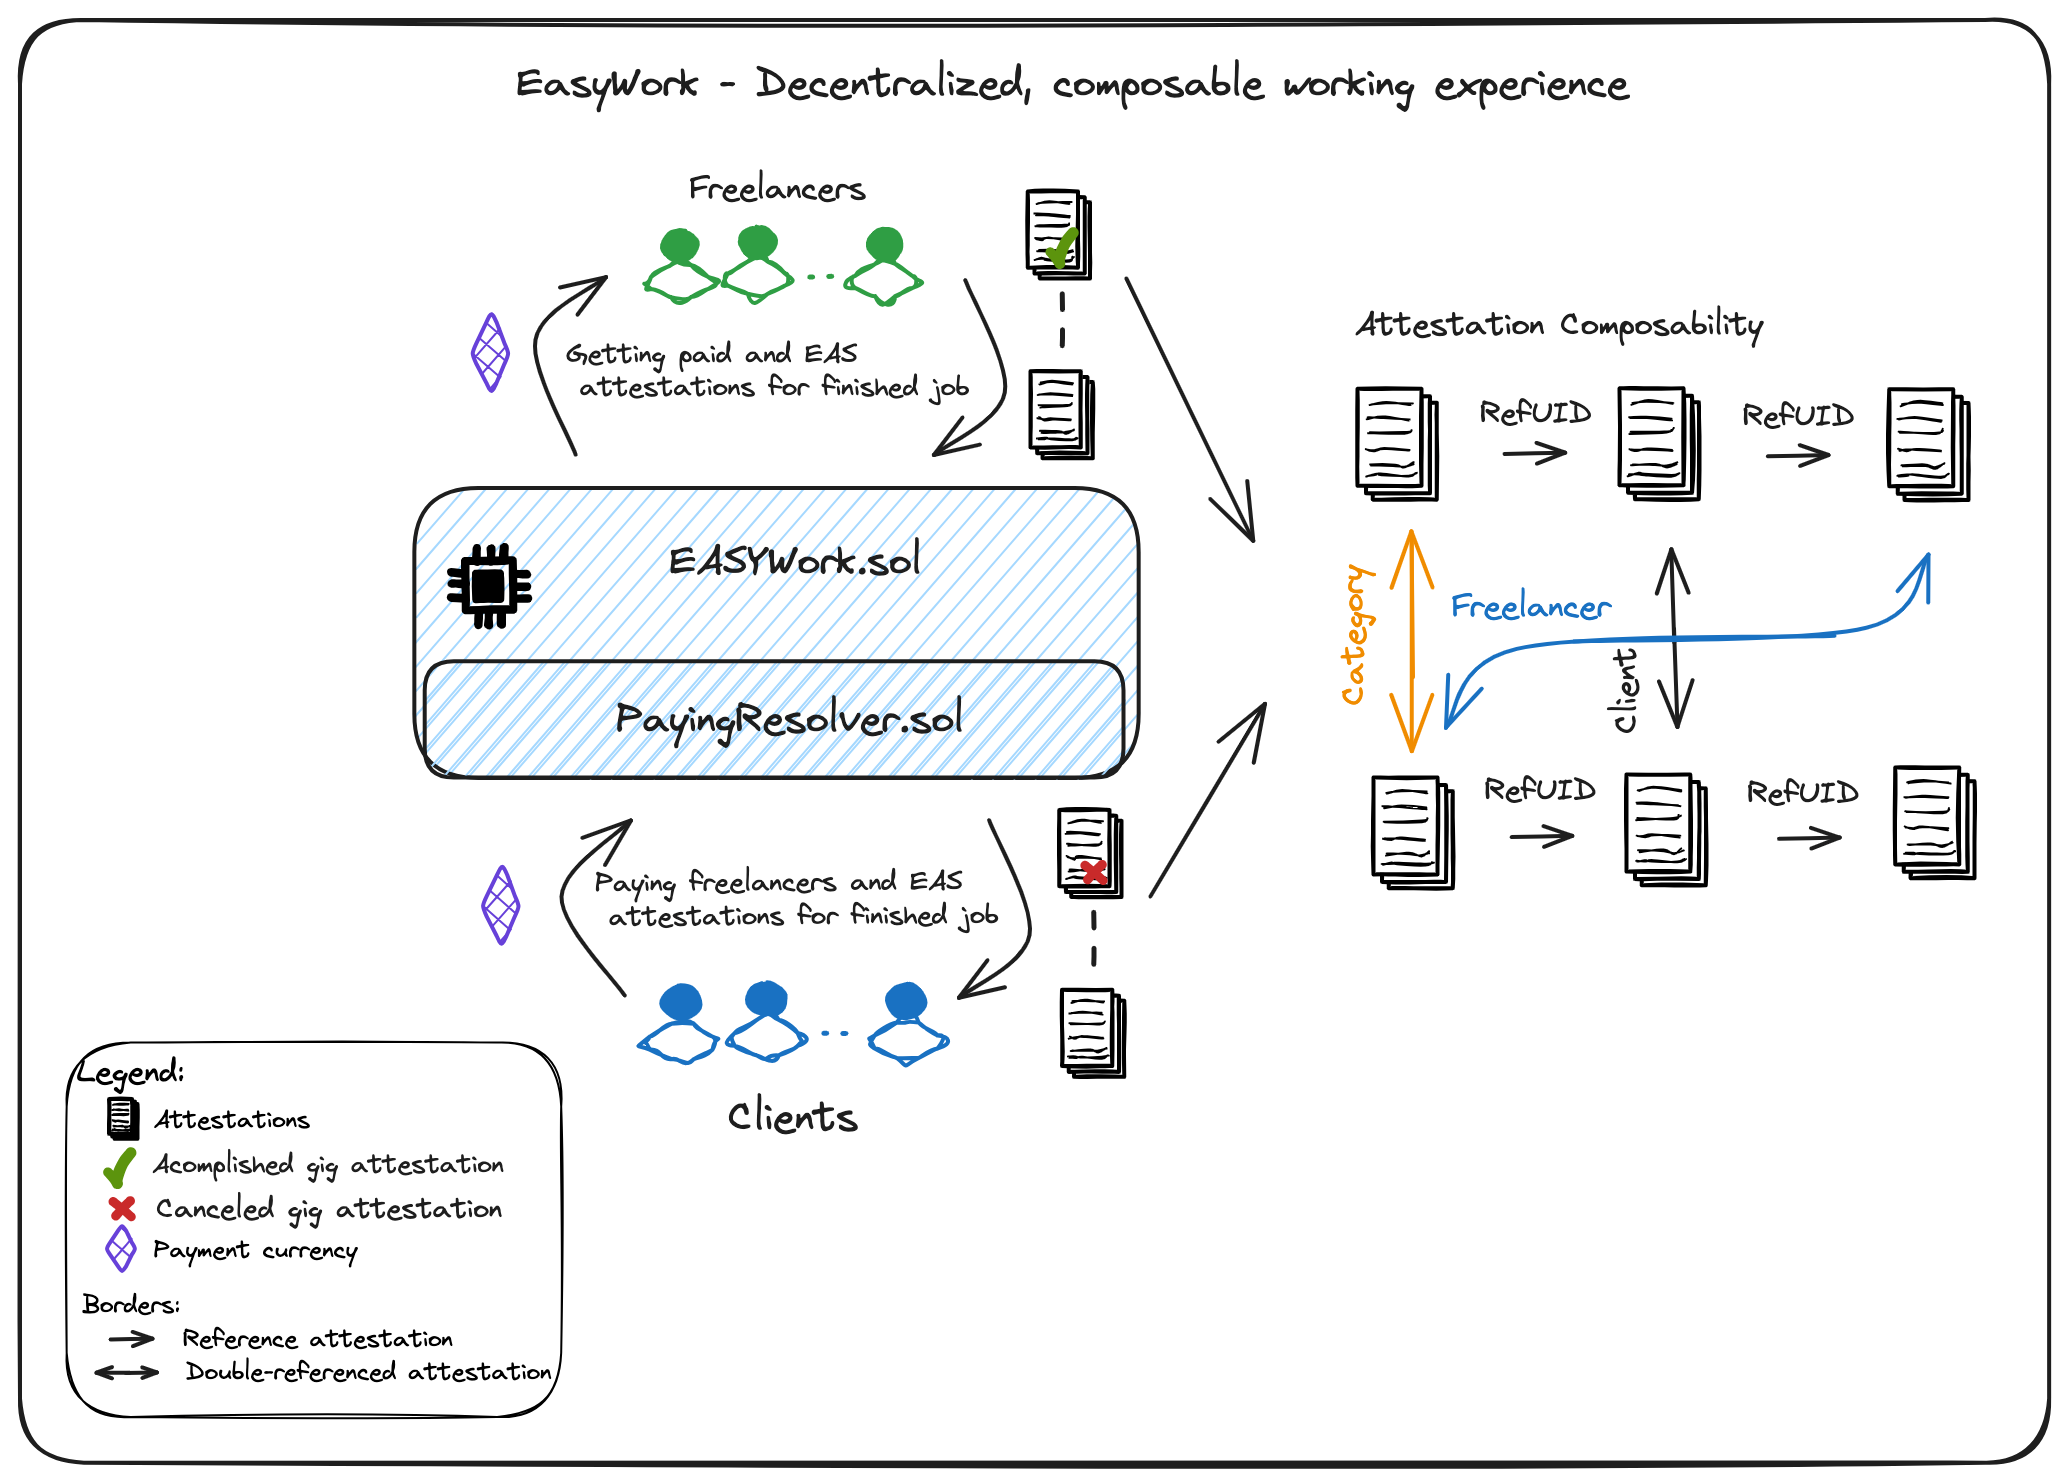 EasyWork - Decentralized, composable working experience
Freelancers
Getting paid and EAS
attestations for finished job
EASYWork.sol
PayingResolver.sol
Paying freelancers and EAS
attestations for finished job
Clients
Attestation Composability
RefUID
RefUID
Category
Freelancer
Client
RefUID
RefUID
Legend:
Attestations
Acomplished gig attestation
Canceled gig attestation
Payment currency
Borders:
Reference attestation
Double-referenced attestation